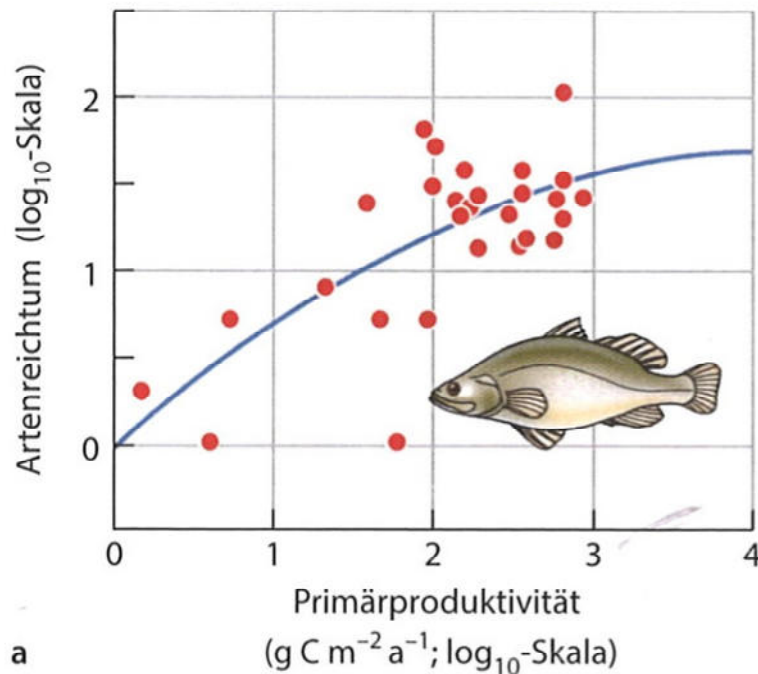 Artenreichtum (log₁₀-Skala)
2
1
0
0 1 2 3 4
Primärproduktivität
(g C m⁻² a⁻¹; log₁₀-Skala)
a